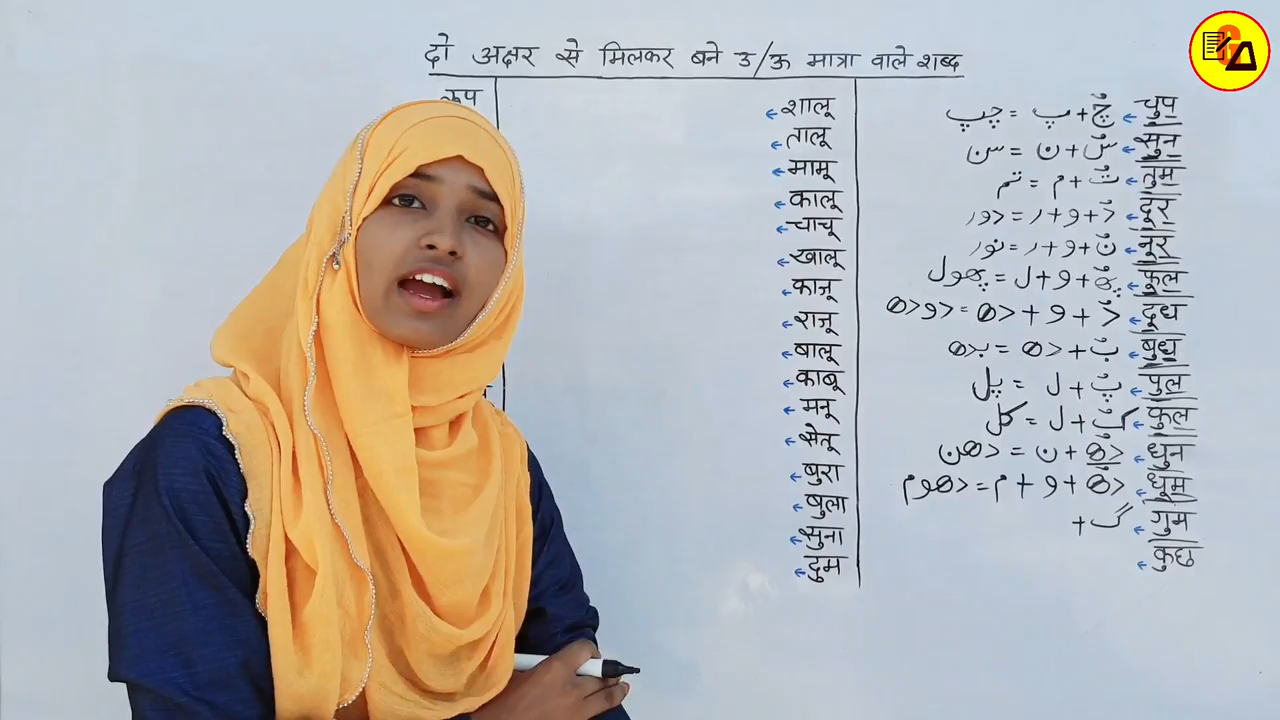 दो अक्षर से मिलकर बने उ/ऊ मात्रा वाले शब्द
चुप ← چُ + پ = چپ
सुन ← سُ + ن = سن
तुम ← تُ + م = تم
दूर ← دُ + و + ر = دور
नूर ← نُ + و + ر = نور
फूल ← پھُ + و + ل = پھول
दूध ← دُ + و + دھ = دودھ
बुध ← بُ + دھ = بدھ
पुल ← پُ + ل = پل
कुल ← کُ + ل = کل
धुन ← دھُ + ن = دھن
धूम ← دھُ + و + م = دھوم
गुम ← گ +
कुछ ←
शालू ←
तालू ←
मामू ←
कालू ←
चाचू ←
खालू ←
काजू ←
राजू ←
बालू ←
काबू ←
मनू ←
भैलू ←
बुरा ←
बुला ←
सुना ←
दुम ←